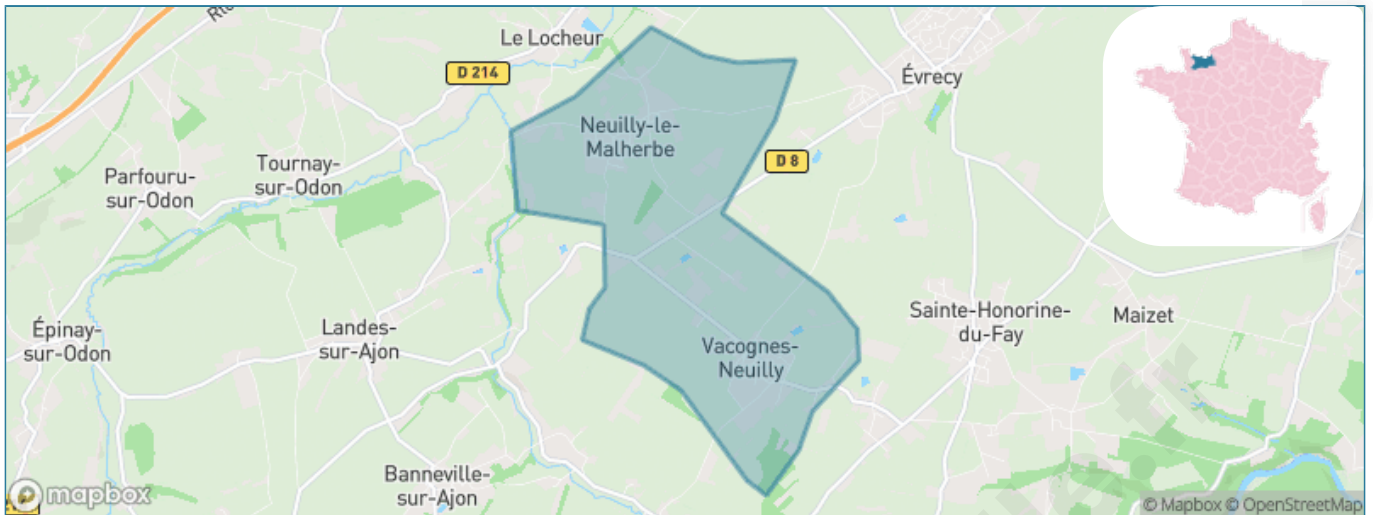 Le Locheur
D 214
Évrecy
Neuilly-le-
Malherbe
D 8
Tournay-
sur-Odon
Parfouru-
sur-Odon
Sainte-Honorine-
du-Fay
Maizet
Épinay-
sur-Odon
Landes-
sur-Ajon
Vacognes-
Neuilly
Banneville-
sur-Ajon
mapbox
© Mapbox © OpenStreetMap